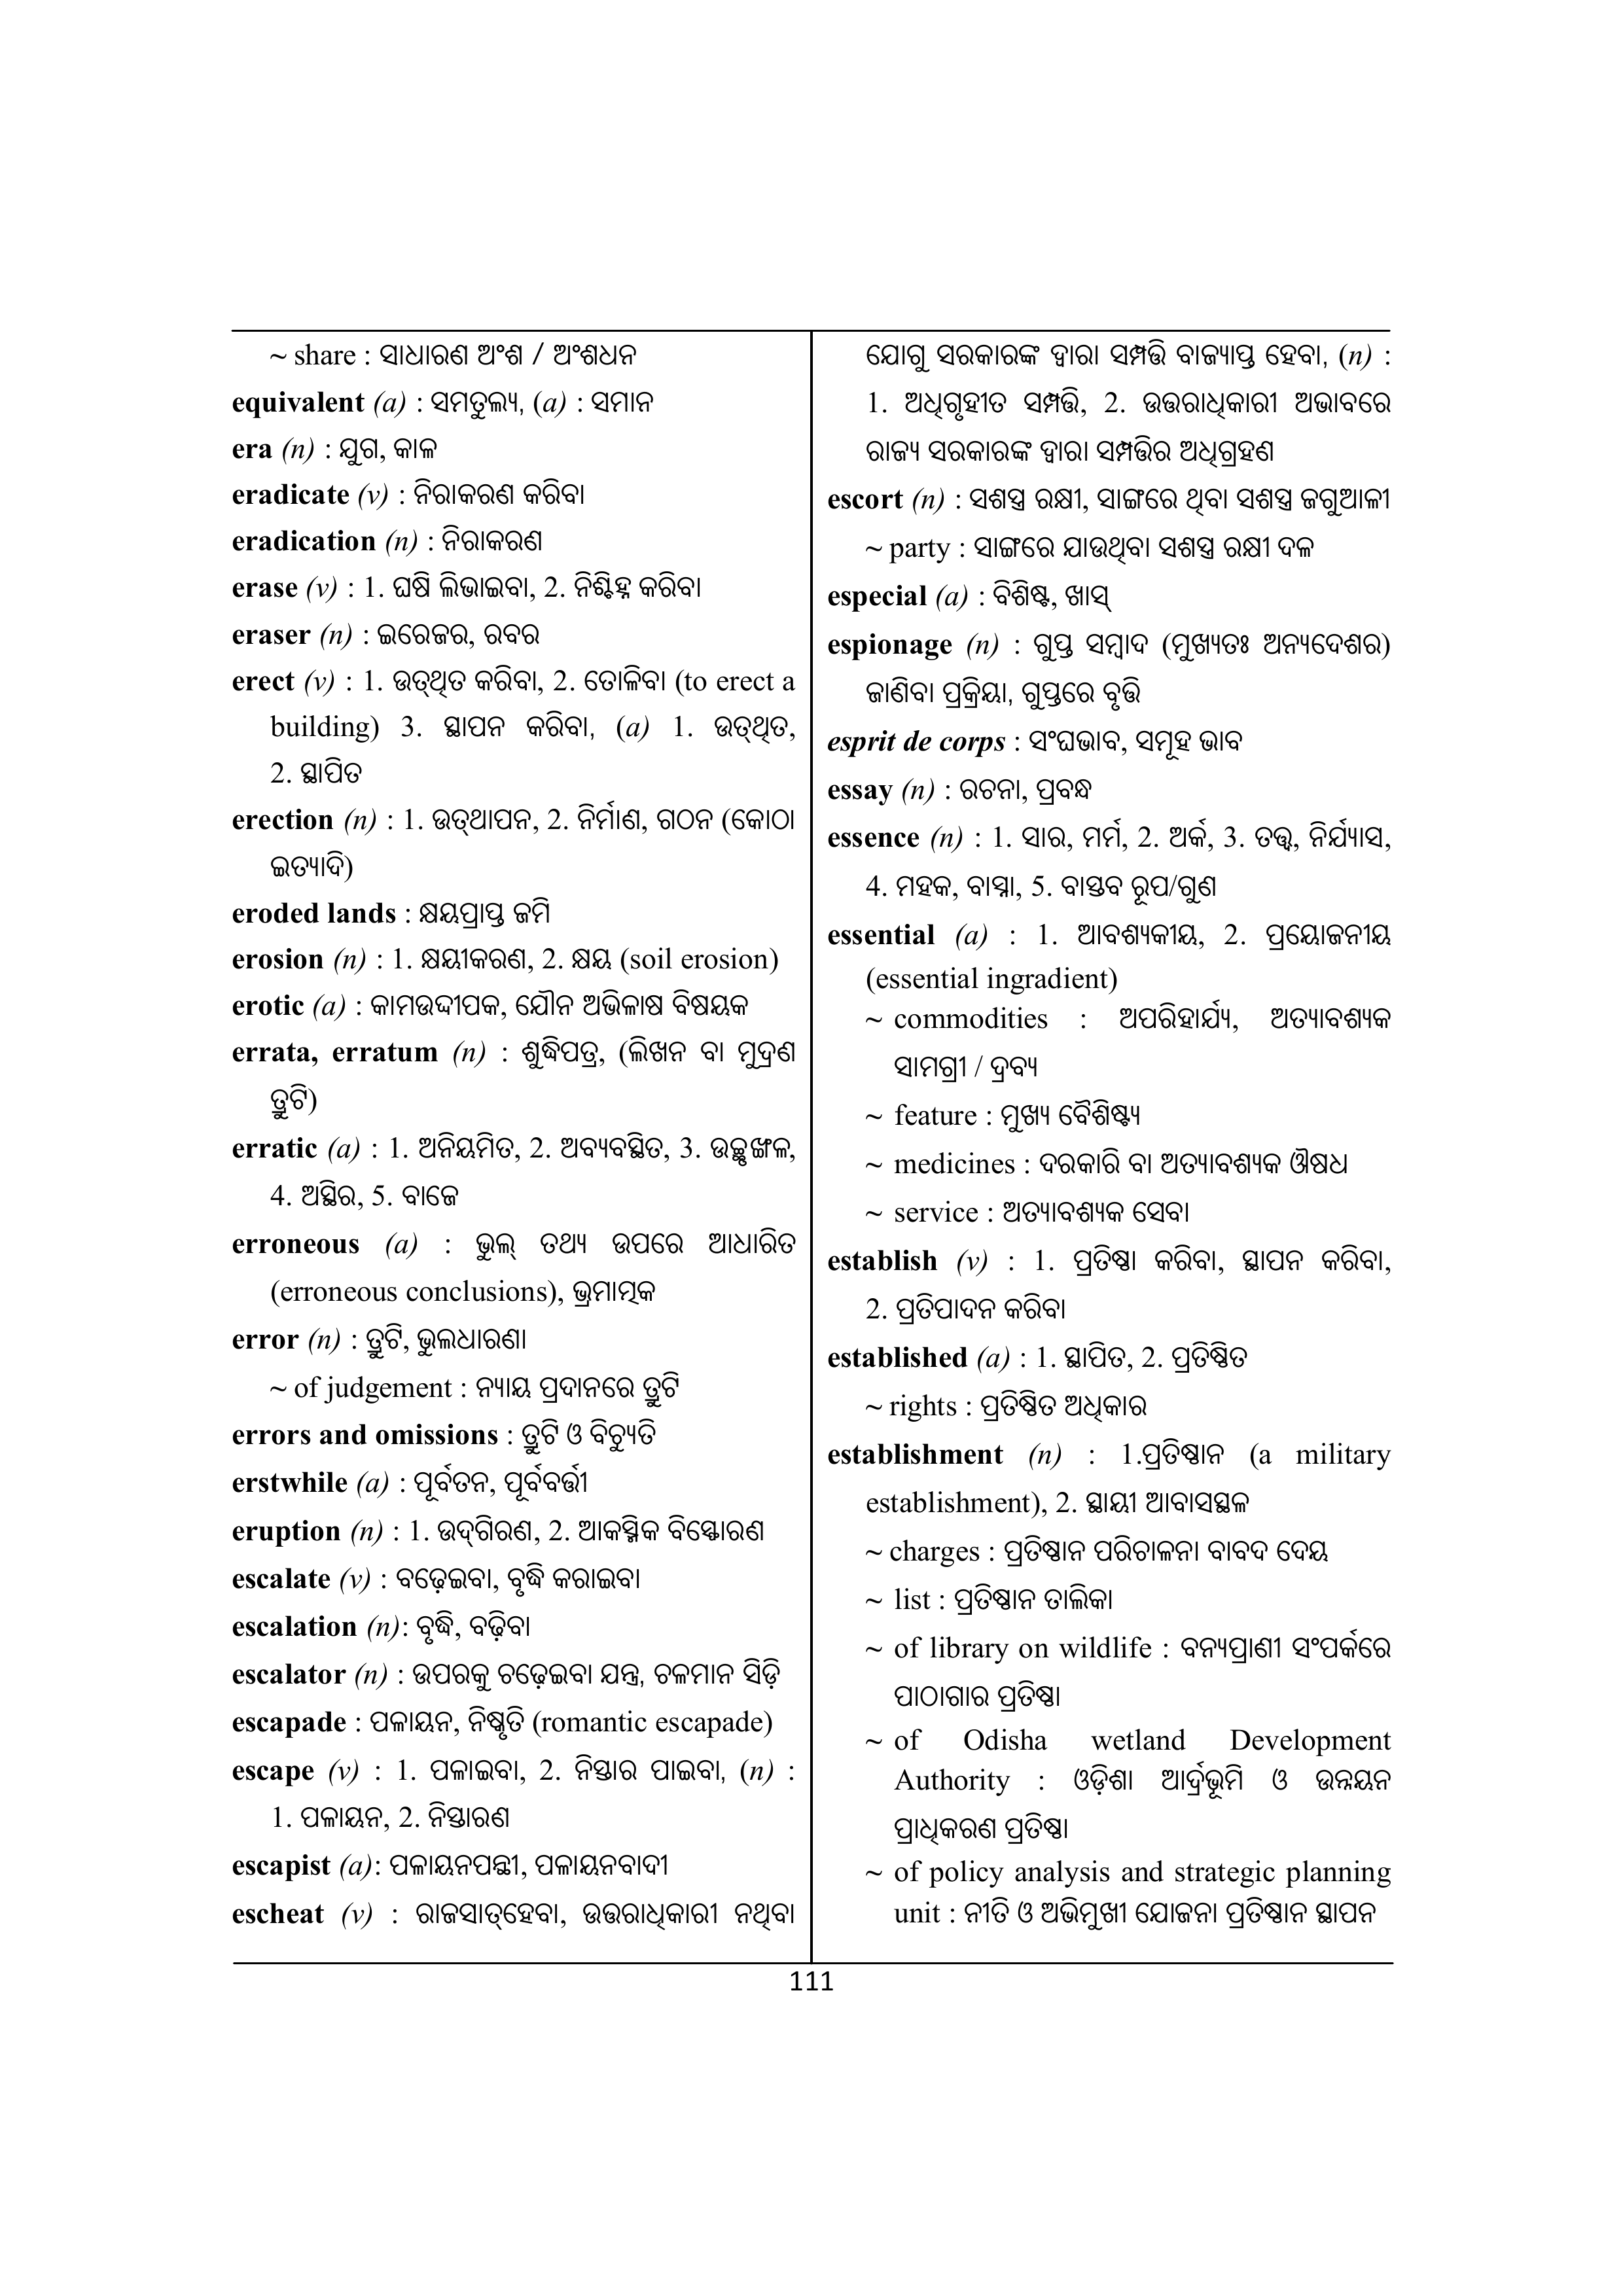 ~ share : ସାଧାରଣ ଅଂଶ / ଅଂଶଧନ
equivalent (a) : ସମତୁଲ୍ୟ, (a) : ସମାନ
era (n) : ଯୁଗ, କାଳ
eradicate (v) : ନିରାକରଣ କରିବା
eradication (n) : ନିରାକରଣ
erase (v) : 1. ଘଷି ଲିଭାଇବା, 2. ନିଶ୍ଚିହ୍ନ କରିବା
eraser (n) : ଇରେଜର, ରବର
erect (v) : 1. ଉତ୍‌ଥିତ କରିବା, 2. ତୋଳିବା (to erect a
building) 3. ସ୍ଥାପନ କରିବା, (a) 1. ଉତ୍‌ଥିତ,
2. ସ୍ଥାପିତ
erection (n) : 1. ଉତ୍‌ଥାପନ, 2. ନିର୍ମାଣ, ଗଠନ (କୋଠା
ଇତ୍ୟାଦି)
eroded lands : କ୍ଷୟପ୍ରାପ୍ତ ଜମି
erosion (n) : 1. କ୍ଷୟୀକରଣ, 2. କ୍ଷୟ (soil erosion)
erotic (a) : କାମଉଦ୍ଦୀପକ, ଯୌନ ଅଭିଳାଷ ବିଷୟକ
errata, erratum (n) : ଶୁଦ୍ଧିପତ୍ର, (ଲିଖନ ବା ମୁଦ୍ରଣ
ତ୍ରୁଟି)
erratic (a) : 1. ଅନିୟମିତ, 2. ଅବ୍ୟବସ୍ଥିତ, 3. ଉଚ୍ଛୃଙ୍ଖଳ,
4. ଅସ୍ଥିର, 5. ବାଜେ
erroneous (a) : ଭୁଲ୍ ତଥ୍ୟ ଉପରେ ଆଧାରିତ
(erroneous conclusions), ଭ୍ରମାତ୍ମକ
error (n) : ତ୍ରୁଟି, ଭୁଲଧାରଣା
~ of judgement : ନ୍ୟାୟ ପ୍ରଦାନରେ ତ୍ରୁଟି
errors and omissions : ତ୍ରୁଟି ଓ ବିଚ୍ୟୁତି
erstwhile (a) : ପୂର୍ବତନ, ପୂର୍ବବର୍ତ୍ତୀ
eruption (n) : 1. ଉଦ୍‌ଗିରଣ, 2. ଆକସ୍ମିକ ବିସ୍ଫୋରଣ
escalate (v) : ବଢ଼େଇବା, ବୃଦ୍ଧି କରାଇବା
escalation (n): ବୃଦ୍ଧି, ବଢ଼ିବା
escalator (n) : ଉପରକୁ ଚଢ଼େଇବା ଯନ୍ତ୍ର, ଚଳମାନ ସିଡ଼ି
escapade : ପଳାୟନ, ନିଷ୍କୃତି (romantic escapade)
escape (v) : 1. ପଳାଇବା, 2. ନିସ୍ତାର ପାଇବା, (n) :
1. ପଳାୟନ, 2. ନିସ୍ତାରଣ
escapist (a): ପଳାୟନପନ୍ଥୀ, ପଳାୟନବାଦୀ
escheat (v) : ରାଜସାତ୍‌ହେବା, ଉତ୍ତରାଧିକାରୀ ନଥିବା
ଯୋଗୁ ସରକାରଙ୍କ ଦ୍ୱାରା ସମ୍ପତ୍ତି ବାଜ୍ୟାପ୍ତ ହେବା, (n) :
1. ଅଧିଗୃହୀତ ସମ୍ପତ୍ତି, 2. ଉତ୍ତରାଧିକାରୀ ଅଭାବରେ
ରାଜ୍ୟ ସରକାରଙ୍କ ଦ୍ୱାରା ସମ୍ପତ୍ତିର ଅଧିଗ୍ରହଣ
escort (n) : ସଶସ୍ତ୍ର ରକ୍ଷୀ, ସାଙ୍ଗରେ ଥିବା ସଶସ୍ତ୍ର ଜଗୁଆଳୀ
~ party : ସାଙ୍ଗରେ ଯାଉଥିବା ସଶସ୍ତ୍ର ରକ୍ଷୀ ଦଳ
especial (a) : ବିଶିଷ୍ଟ, ଖାସ୍
espionage (n) : ଗୁପ୍ତ ସମ୍ବାଦ (ମୁଖ୍ୟତଃ ଅନ୍ୟଦେଶର)
ଜାଣିବା ପ୍ରକ୍ରିୟା, ଗୁପ୍ତରେ ବୃତ୍ତି
esprit de corps : ସଂଘଭାବ, ସମୂହ ଭାବ
essay (n) : ରଚନା, ପ୍ରବନ୍ଧ
essence (n) : 1. ସାର, ମର୍ମ, 2. ଅର୍କ, 3. ତତ୍ତ୍ୱ, ନିର୍ଯ୍ୟାସ,
4. ମହକ, ବାସ୍ନା, 5. ବାସ୍ତବ ରୂପ/ଗୁଣ
essential (a) : 1. ଆବଶ୍ୟକୀୟ, 2. ପ୍ରୟୋଜନୀୟ
(essential ingradient)
~ commodities : ଅପରିହାର୍ଯ୍ୟ, ଅତ୍ୟାବଶ୍ୟକ
ସାମଗ୍ରୀ / ଦ୍ରବ୍ୟ
~ feature : ମୁଖ୍ୟ ବୈଶିଷ୍ଟ୍ୟ
~ medicines : ଦରକାରି ବା ଅତ୍ୟାବଶ୍ୟକ ଔଷଧ
~ service : ଅତ୍ୟାବଶ୍ୟକ ସେବା
establish (v) : 1. ପ୍ରତିଷ୍ଠା କରିବା, ସ୍ଥାପନ କରିବା,
2. ପ୍ରତିପାଦନ କରିବା
established (a) : 1. ସ୍ଥାପିତ, 2. ପ୍ରତିଷ୍ଠିତ
~ rights : ପ୍ରତିଷ୍ଠିତ ଅଧିକାର
establishment (n) : 1.ପ୍ରତିଷ୍ଠାନ (a military
establishment), 2. ସ୍ଥାୟୀ ଆବାସସ୍ଥଳ
~ charges : ପ୍ରତିଷ୍ଠାନ ପରିଚାଳନା ବାବଦ ଦେୟ
~ list : ପ୍ରତିଷ୍ଠାନ ତାଲିକା
~ of library on wildlife : ବନ୍ୟପ୍ରାଣୀ ସଂପର୍କରେ
ପାଠାଗାର ପ୍ରତିଷ୍ଠା
~ of Odisha wetland Development
Authority : ଓଡ଼ିଶା ଆର୍ଦ୍ରଭୂମି ଓ ଉନ୍ନୟନ
ପ୍ରାଧିକରଣ ପ୍ରତିଷ୍ଠା
~ of policy analysis and strategic planning
unit : ନୀତି ଓ ଅଭିମୁଖୀ ଯୋଜନା ପ୍ରତିଷ୍ଠାନ ସ୍ଥାପନ
111